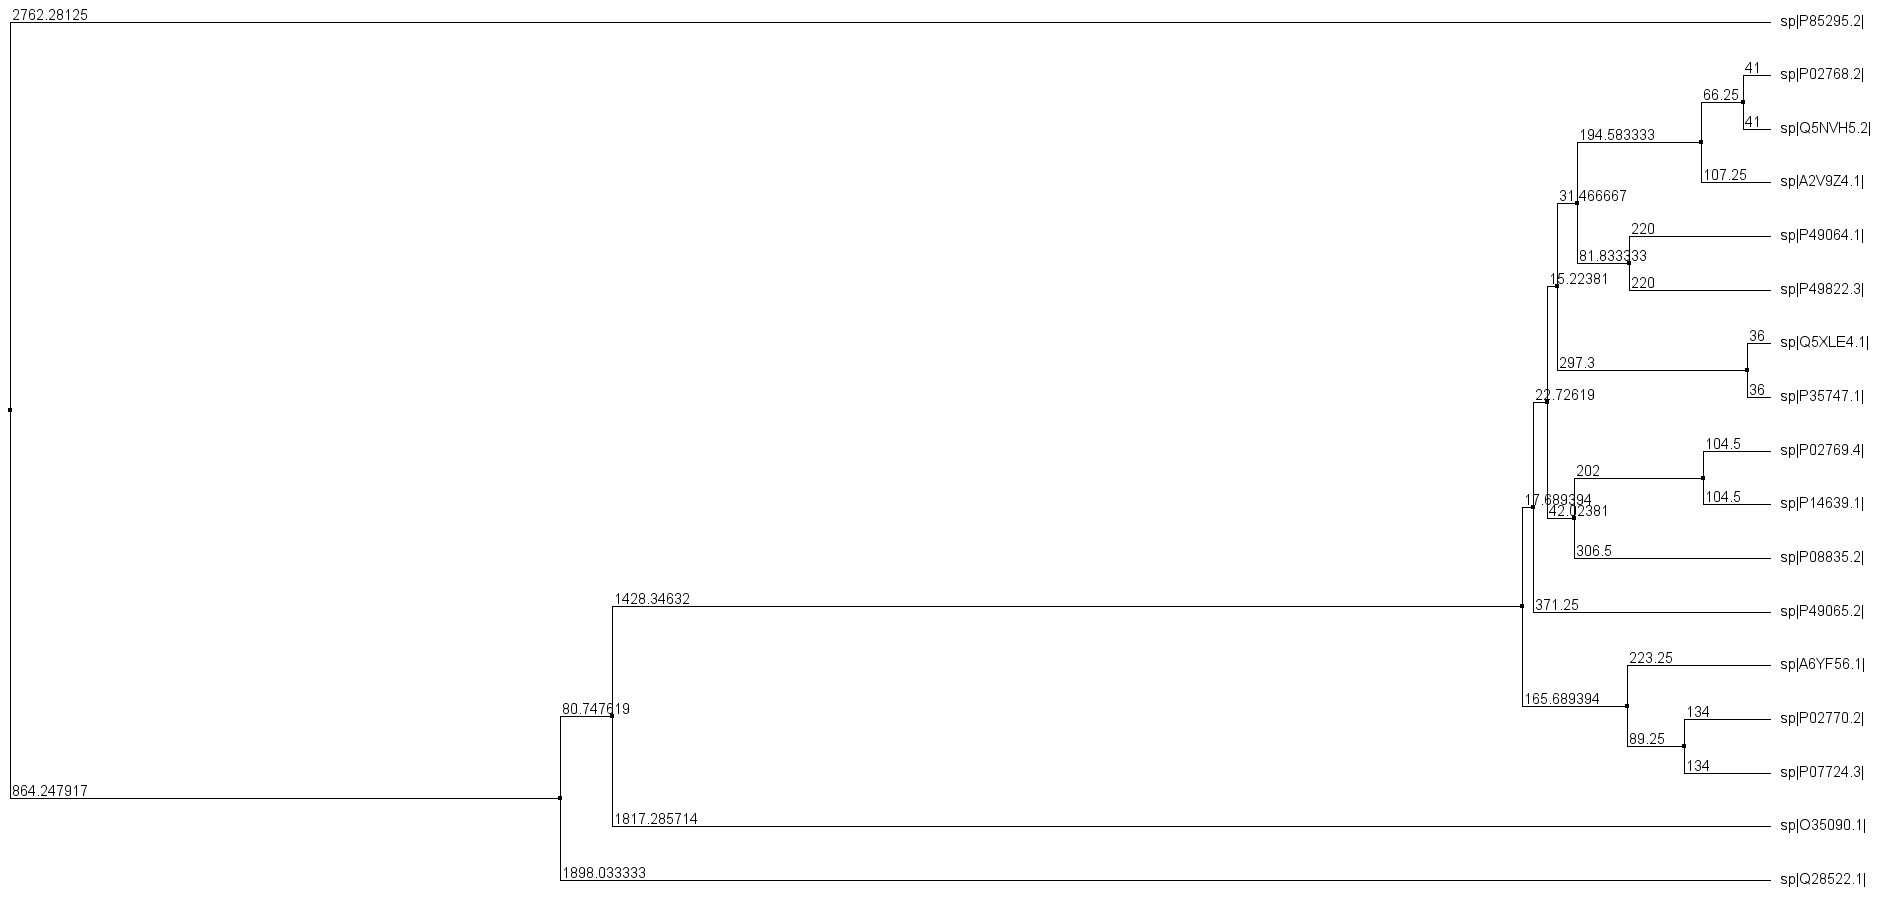 2762.28125
sp|P85295.2|
41
sp|P02768.2|
66.25
41
sp|Q5NVH5.2|
194.583333
107.25
sp|A2V9Z4.1|
31.466667
220
sp|P49064.1|
81.833333
15.22381
220
sp|P49822.3|
36
sp|Q5XLE4.1|
297.3
36
sp|P35747.1|
22.72619
104.5
sp|P02769.4|
202
17.689394
104.5
sp|P14639.1|
42.02381
306.5
sp|P08835.2|
1428.34632
371.25
sp|P49065.2|
223.25
sp|A6YF56.1|
165.689394
80.747619
134
sp|P02770.2|
89.25
134
sp|P07724.3|
864.247917
1817.285714
sp|O35090.1|
1898.033333
sp|Q28522.1|